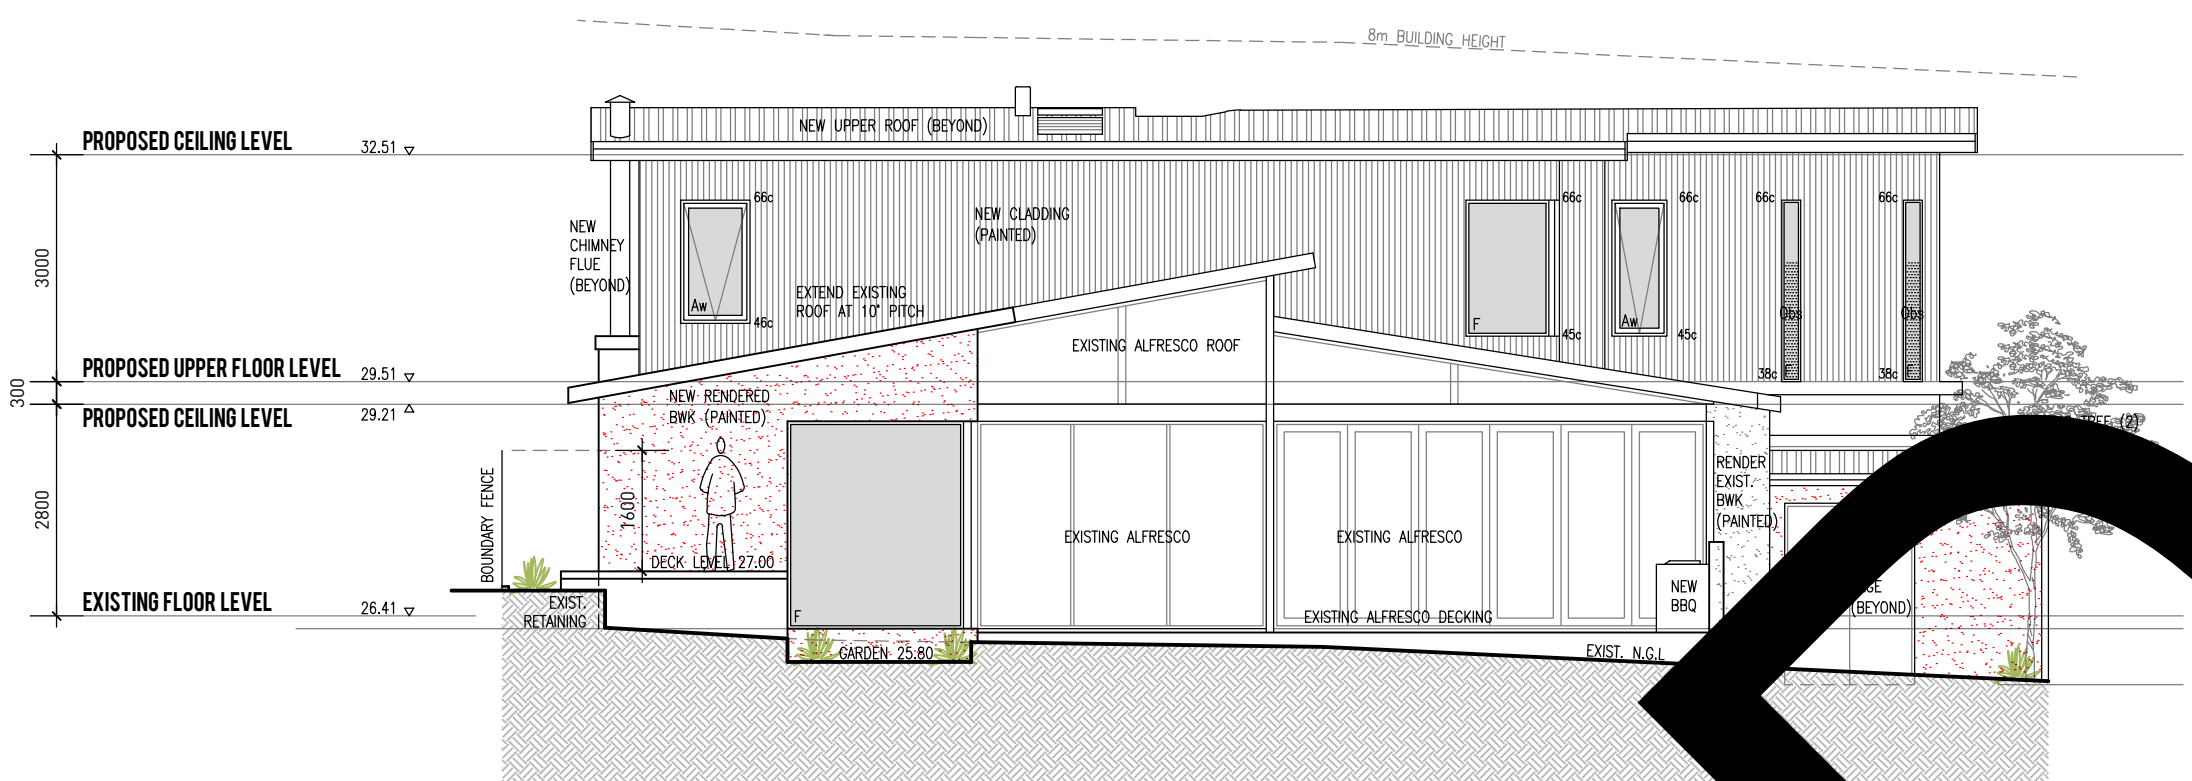 8m BUILDING HEIGHT
NEW UPPER ROOF (BEYOND)
PROPOSED CEILING LEVEL
32.51
66c
66c
66c
66c
66c
NEW CLADDING
(PAINTED)
NEW
CHIMNEY
FLUE
(BEYOND)
3000
EXTEND EXISTING
ROOF AT 10° PITCH
Aw
46c
F
45c
Aw
45c
Obs
Obs
EXISTING ALFRESCO ROOF
PROPOSED UPPER FLOOR LEVEL
29.51
38c
38c
300
NEW RENDERED
BWK (PAINTED)
PROPOSED CEILING LEVEL
29.21
TREE (2)
RENDER
EXIST.
BWK
(PAINTED)
BOUNDARY FENCE
1600
2800
EXISTING ALFRESCO
EXISTING ALFRESCO
DECK LEVEL 27.00
NEW
BBQ
(BEYOND)
EXISTING FLOOR LEVEL
26.41
EXIST.
RETAINING
F
EXISTING ALFRESCO DECKING
GARDEN 25.80
EXIST. N.G.L